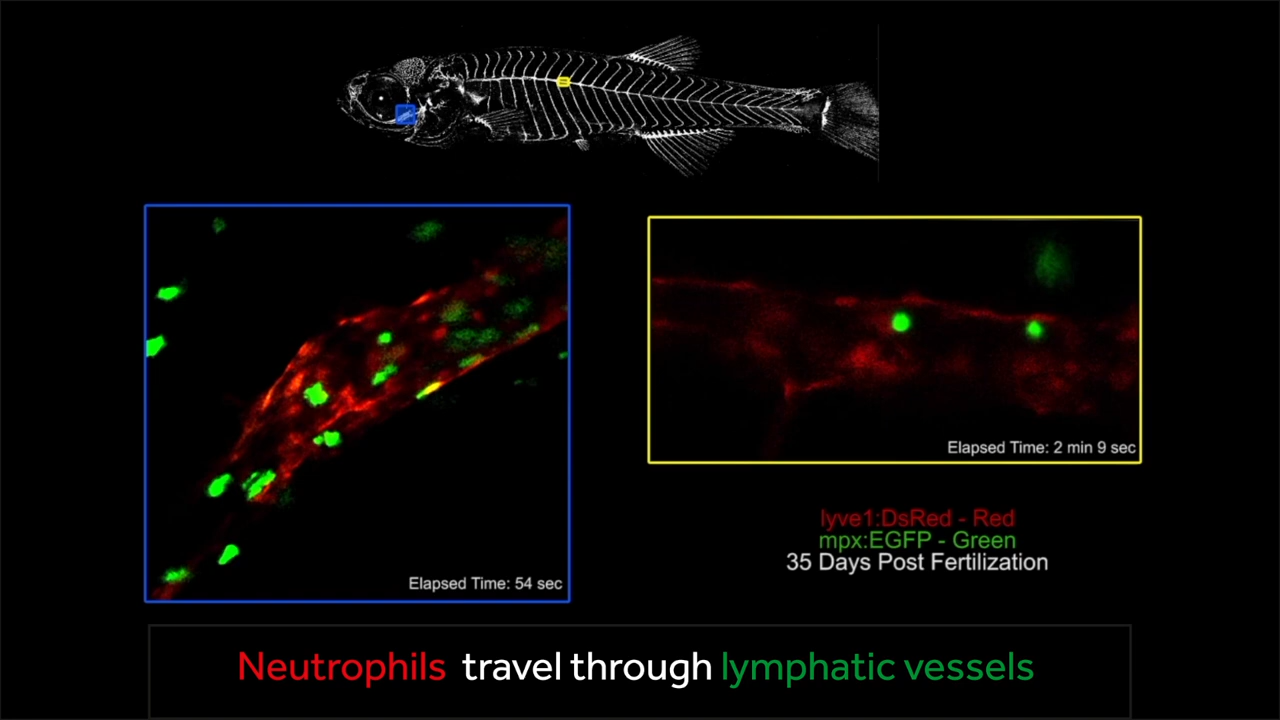 Elapsed Time: 54 sec
Elapsed Time: 2 min 9 sec
lyve1:DsRed - Red
mpx:EGFP - Green
35 Days Post Fertilization
Neutrophils travel through lymphatic vessels